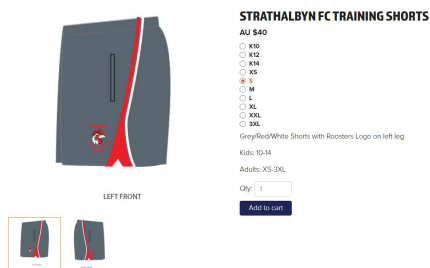 STRATHALBYN FC TRAINING SHORTS
AU $40
K10
K12
K14
XS
S
M
L
XL
XXL
3XL
Grey/Red/White Shorts with Roosters Logo on left leg
Kids: 10-14
Adults: XS-3XL
Qty: 1
Add to cart
LEFT FRONT